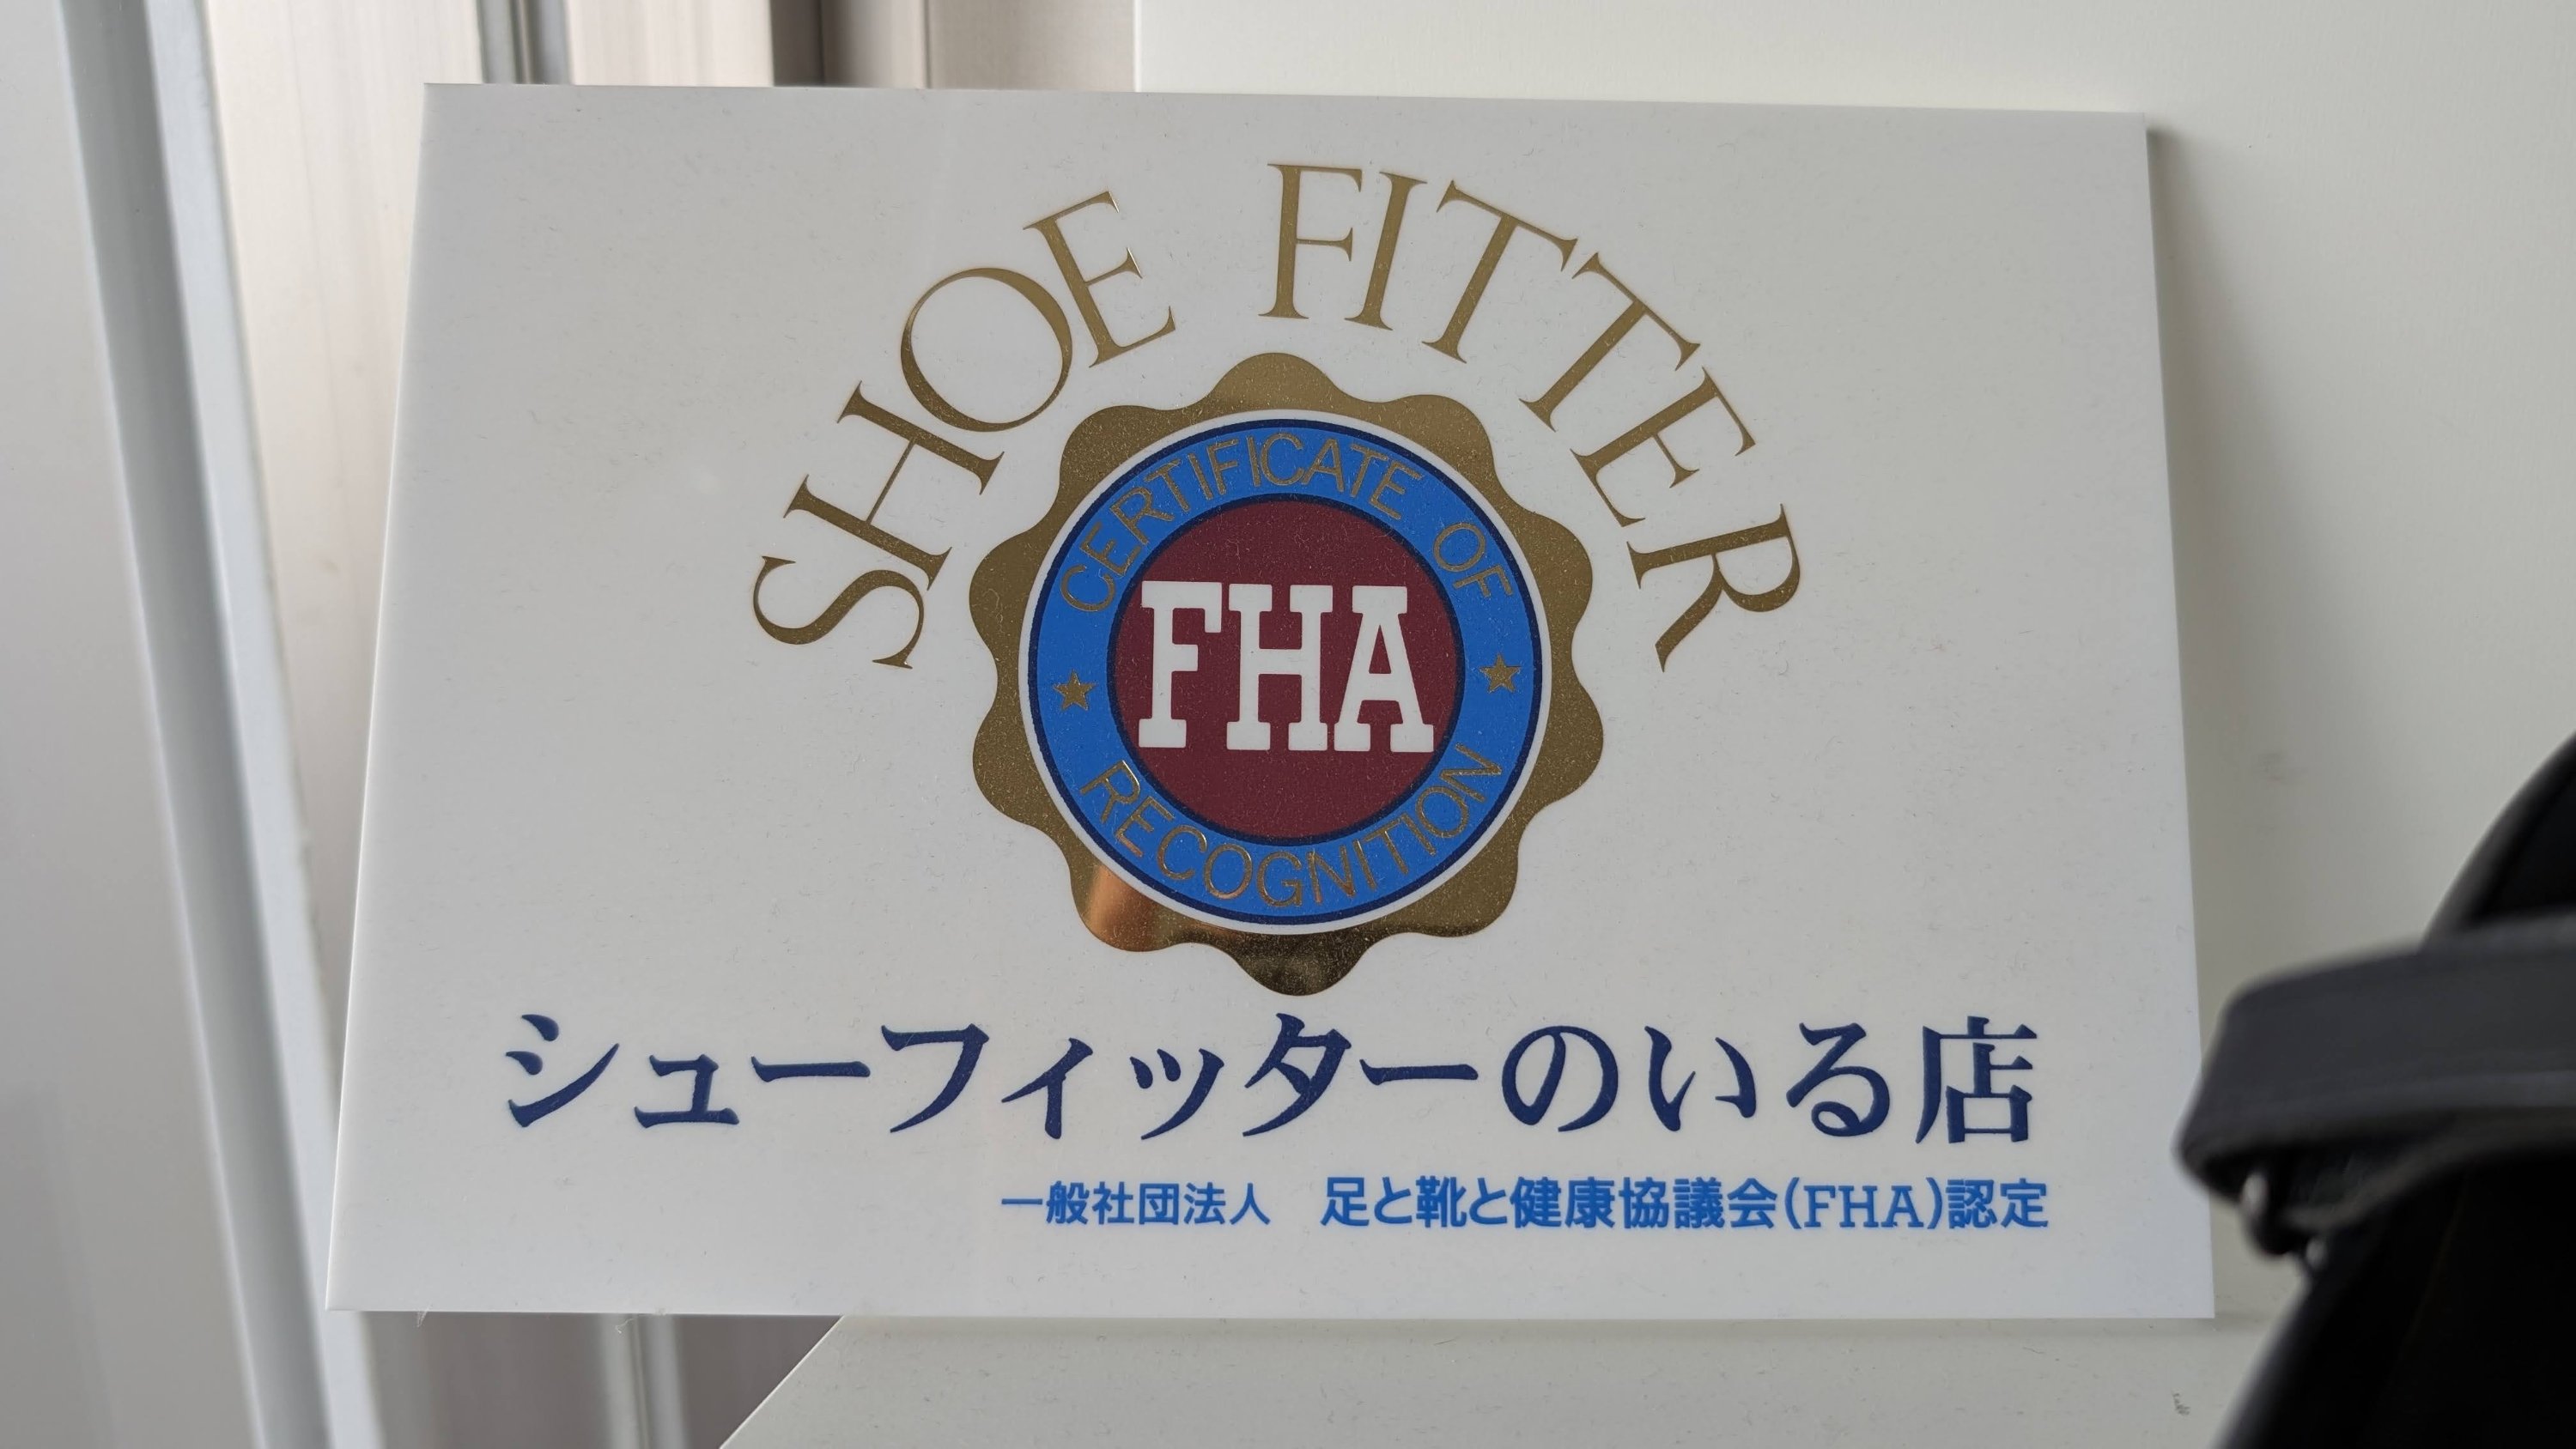 SHOE FITTER
CERTIFICATE OF
FHA
RECOGNITION
シューフィッターのいる店
一般社団法人 足と靴と健康協議会(FHA)認定